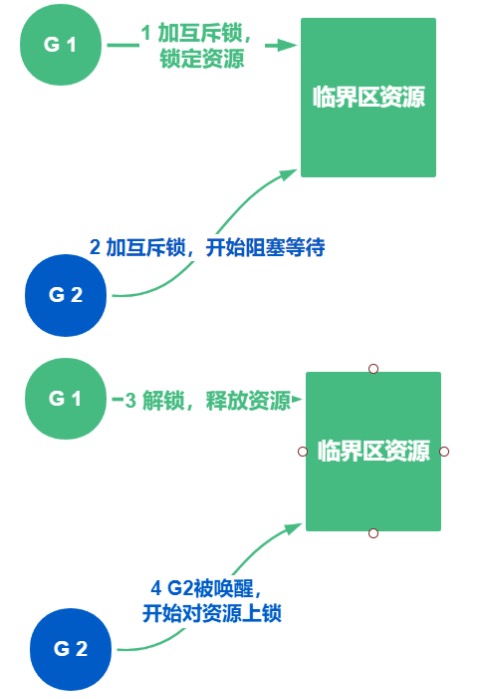 G 1
1 加互斥锁，
锁定资源
临界区资源
2 加互斥锁，开始阻塞等待
G 2
G 1
3 解锁，释放资源
临界区资源
4 G2被唤醒，
开始对资源上锁
G 2